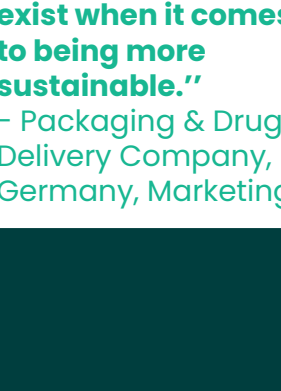 exist when it comes
to being more
sustainable.’’
- Packaging & Drug
Delivery Company,
Germany, Marketing